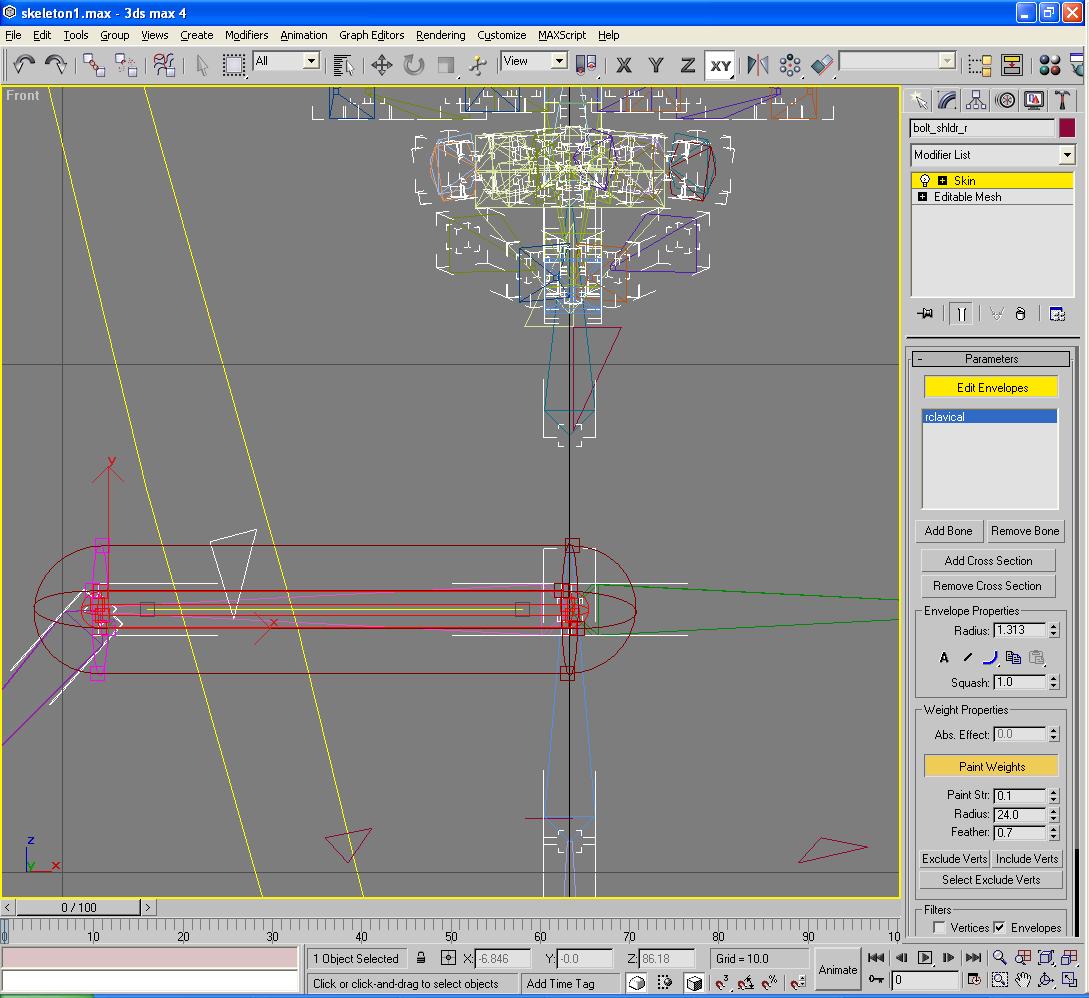 skeleton1.max - 3ds max 4
File Edit Tools Group Views Create Modifiers Animation Graph Editors Rendering Customize MAXScript Help
All View X Y Z XY
Front
bolt_shldr_r
Modifier List
Skin
Editable Mesh
Parameters
Edit Envelopes
rclavical
Add Bone Remove Bone
Add Cross Section
Remove Cross Section
Envelope Properties
Radius: 1.313
A
Squash: 1.0
Weight Properties
Abs. Effect: 0.0
Paint Weights
Paint Str: 0.1
Radius: 24.0
Feather: 0.7
Exclude Verts Include Verts
Select Exclude Verts
Filters
Vertices Envelopes
y
x
z
y x
< 0 / 100 >
0 10 20 30 40 50 60 70 80 90 10
1 Object Selected X: -6.846 Y: -0.0 Z: 86.18 Grid = 10.0
Animate
Click or click-and-drag to select objects Add Time Tag
0